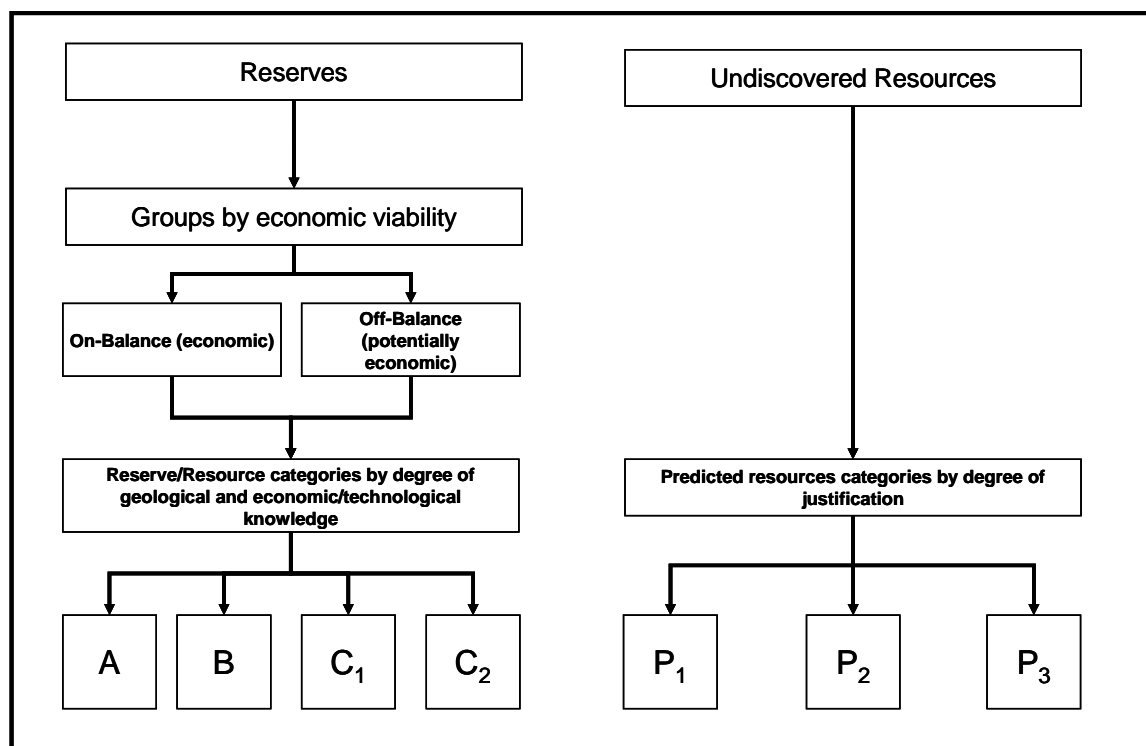 Reserves
Undiscovered Resources
Groups by economic viability
On-Balance (economic)
Off-Balance
(potentially
economic)
Reserve/Resource categories by degree of
geological and economic/technological
knowledge
Predicted resources categories by degree of
justification
A
B
C₁
C₂
P₁
P₂
P₃